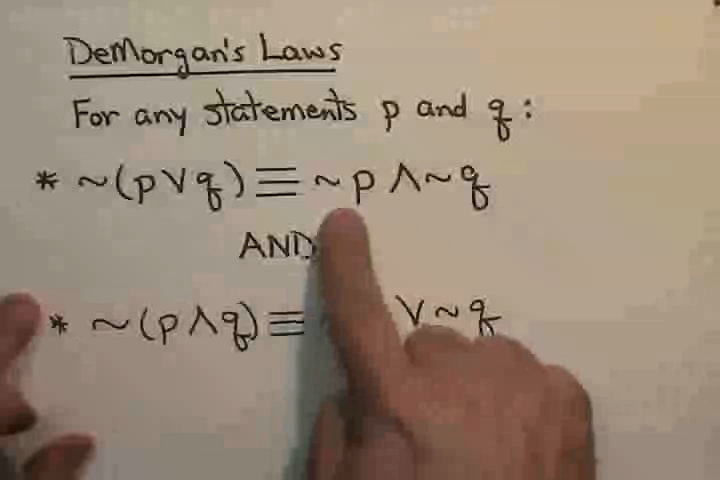 DeMorgan's Laws
For any statements p and q:
* ~(p∨q)≡~p∧~q
AND
* ~(p∧q)≡ ∨~q